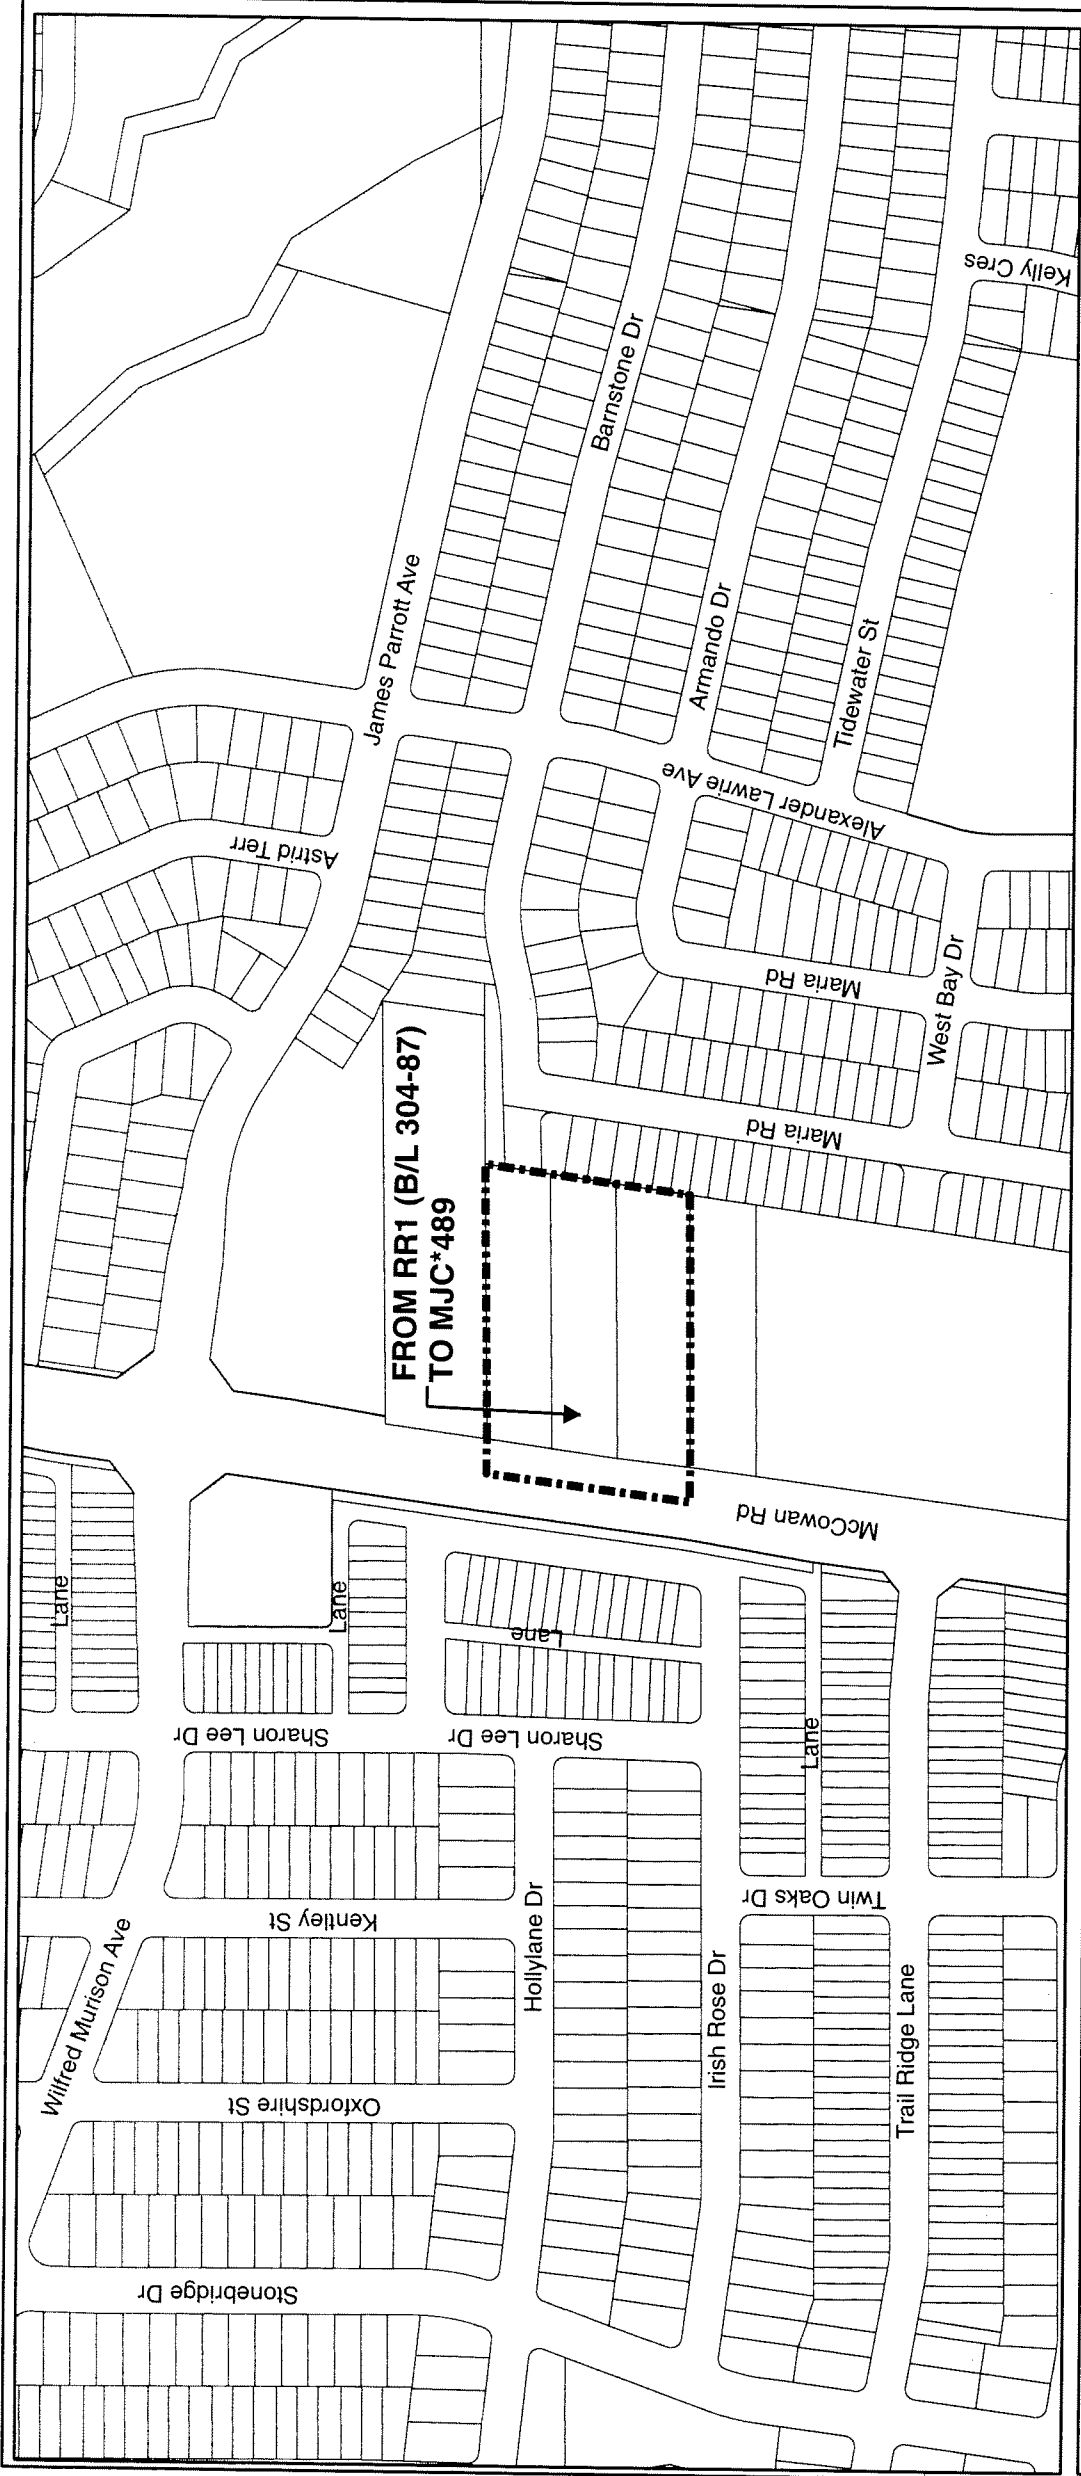 Kelly Cres
Barnstone Dr
James Parrott Ave
Armando Dr
Tidewater St
Alexander Lawrie Ave
Astrid Terr
Maria Rd
West Bay Dr
Maria Rd
FROM RR1 (B/L 304-87)
TO MJC*489
McCowan Rd
Lane
Lane
Lane
Lane
Sharon Lee Dr
Sharon Lee Dr
Twin Oaks Dr
Kentley St
Hollylane Dr
Wilfred Murison Ave
Irish Rose Dr
Trail Ridge Lane
Oxfordshire St
Stonebridge Dr